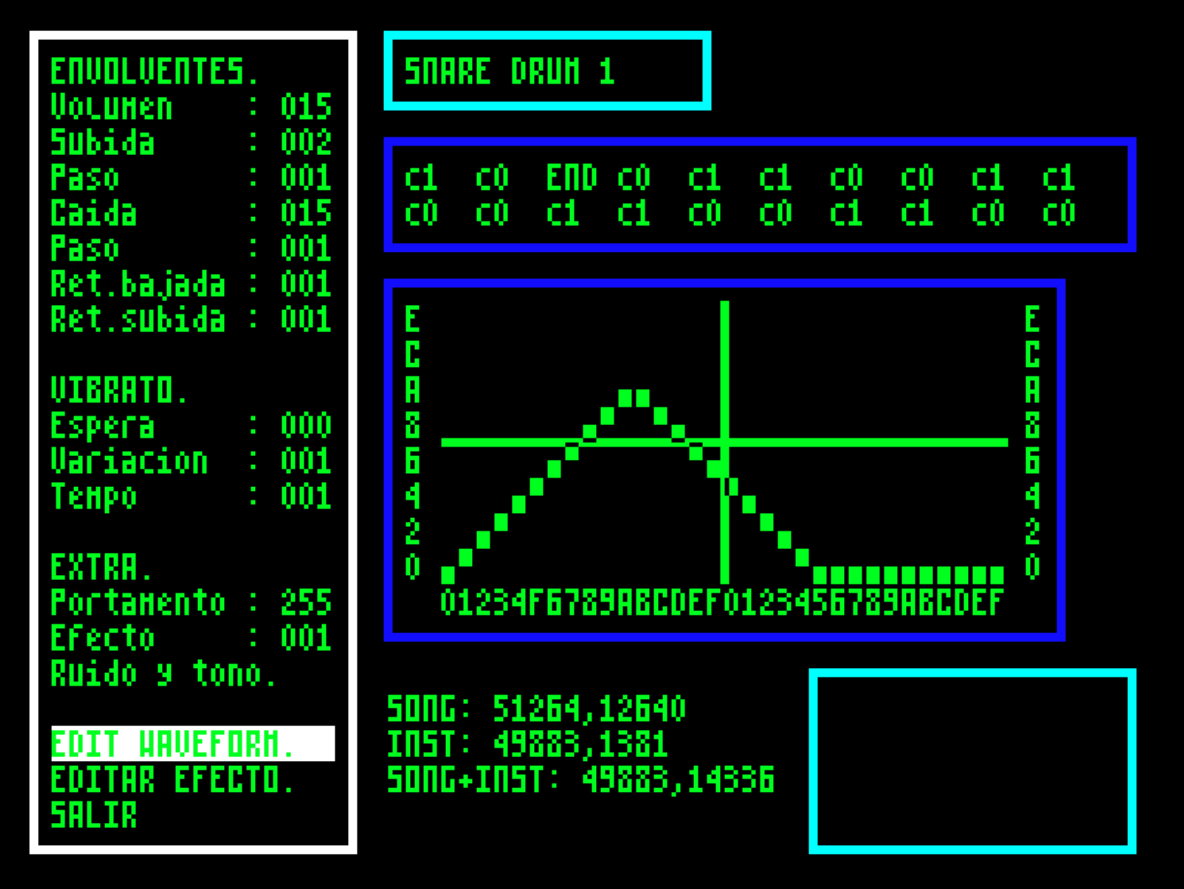 ENVOLVENTES.
Volumen : 015
Subida : 002
Paso : 001
Caida : 015
Paso : 001
Ret.bajada : 001
Ret.subida : 001
VIBRATO.
Espera : 000
Variacion : 001
Tempo : 001
EXTRA.
Portamento : 255
Efecto : 001
Ruido y tono.
EDIT WAVEFORM.
EDITAR EFECTO.
SALIR
SNARE DRUM 1
c1 c0 END c0 c1 c1 c0 c0 c1 c1
c0 c0 c1 c1 c0 c0 c1 c1 c0 c0
E E
C C
A A
8 8
6 6
4 4
2 2
0 0
01234F6789ABCDEF0123456789ABCDEF
SONG: 51264,12640
INST: 49883,1381
SONG+INST: 49883,14336